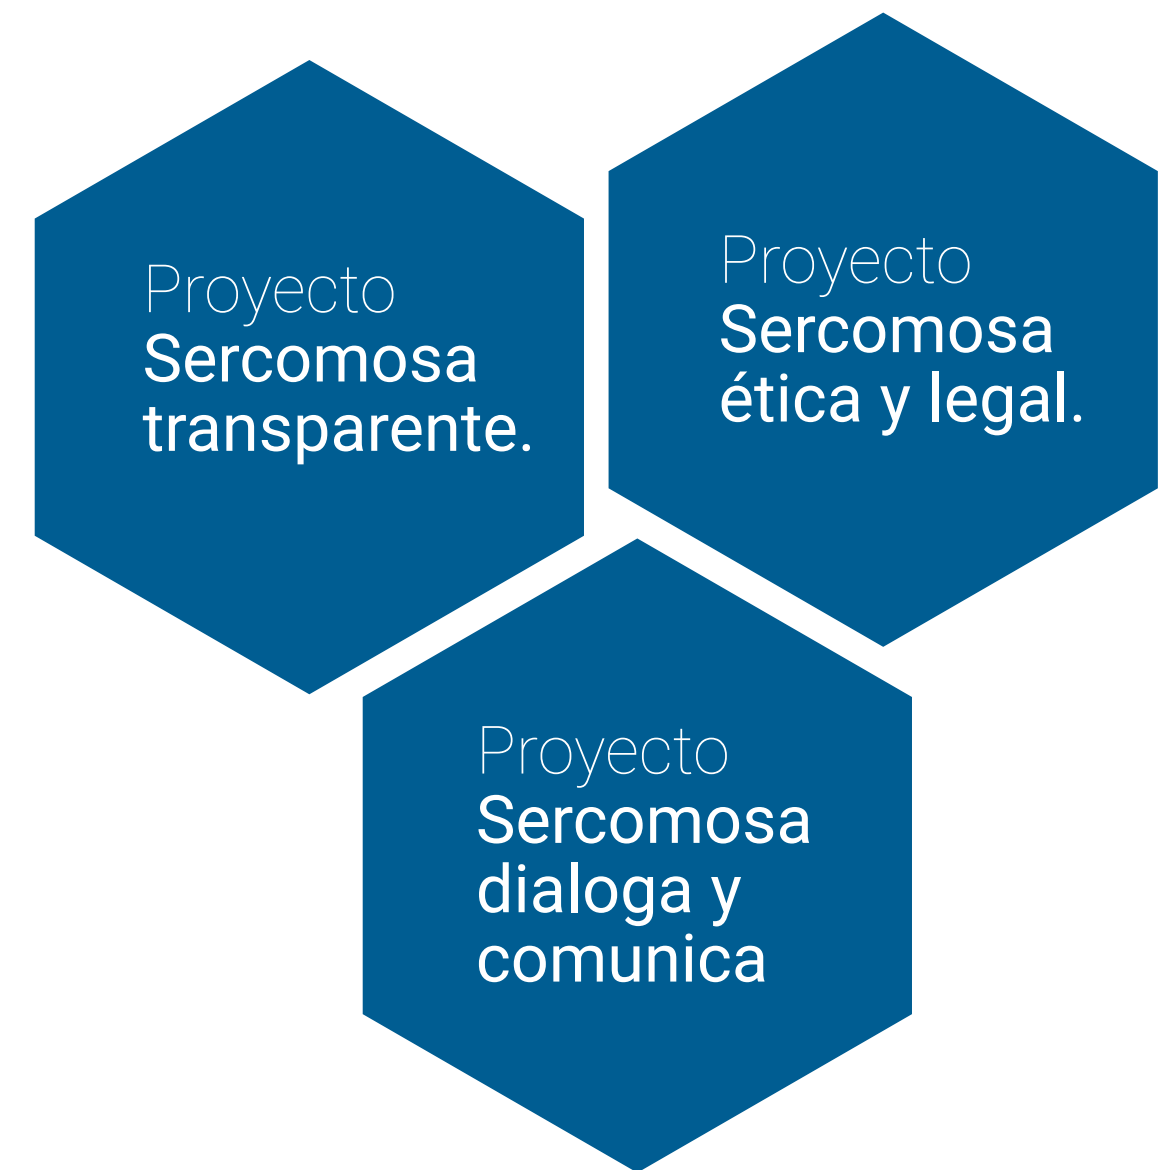 Proyecto
Sercomosa
transparente.
Proyecto
Sercomosa
ética y legal.
Proyecto
Sercomosa
dialoga y
comunica